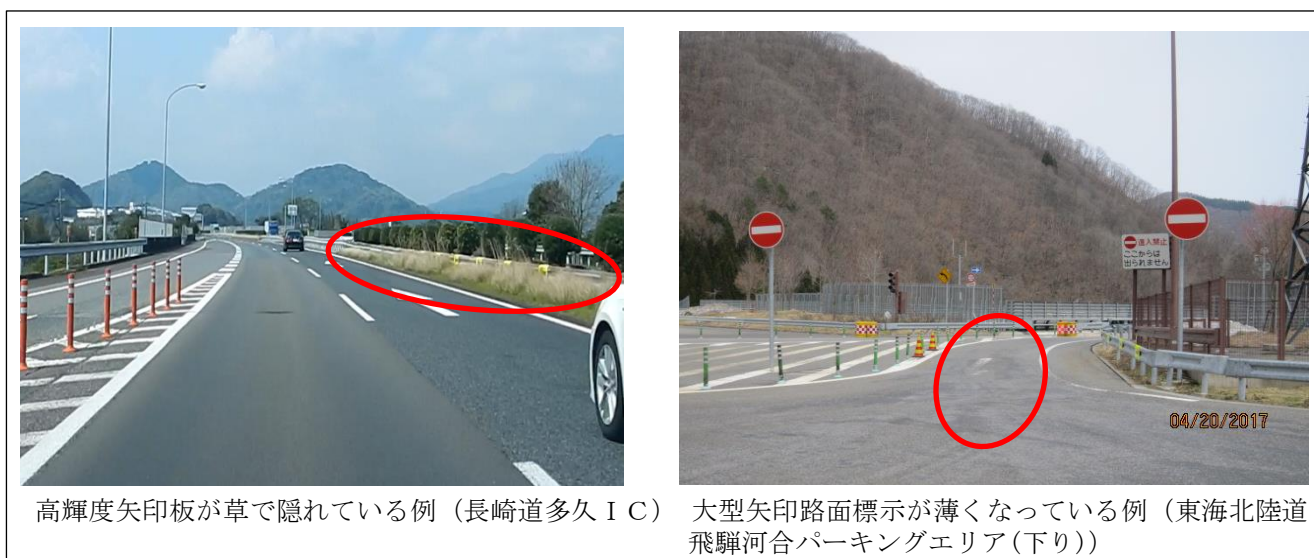 進入禁止
ここからは
出られません
04/20/2017
高輝度矢印板が草で隠れている例（長崎道多久ＩＣ）
大型矢印路面標示が薄くなっている例（東海北陸道
飛騨河合パーキングエリア(下り)）